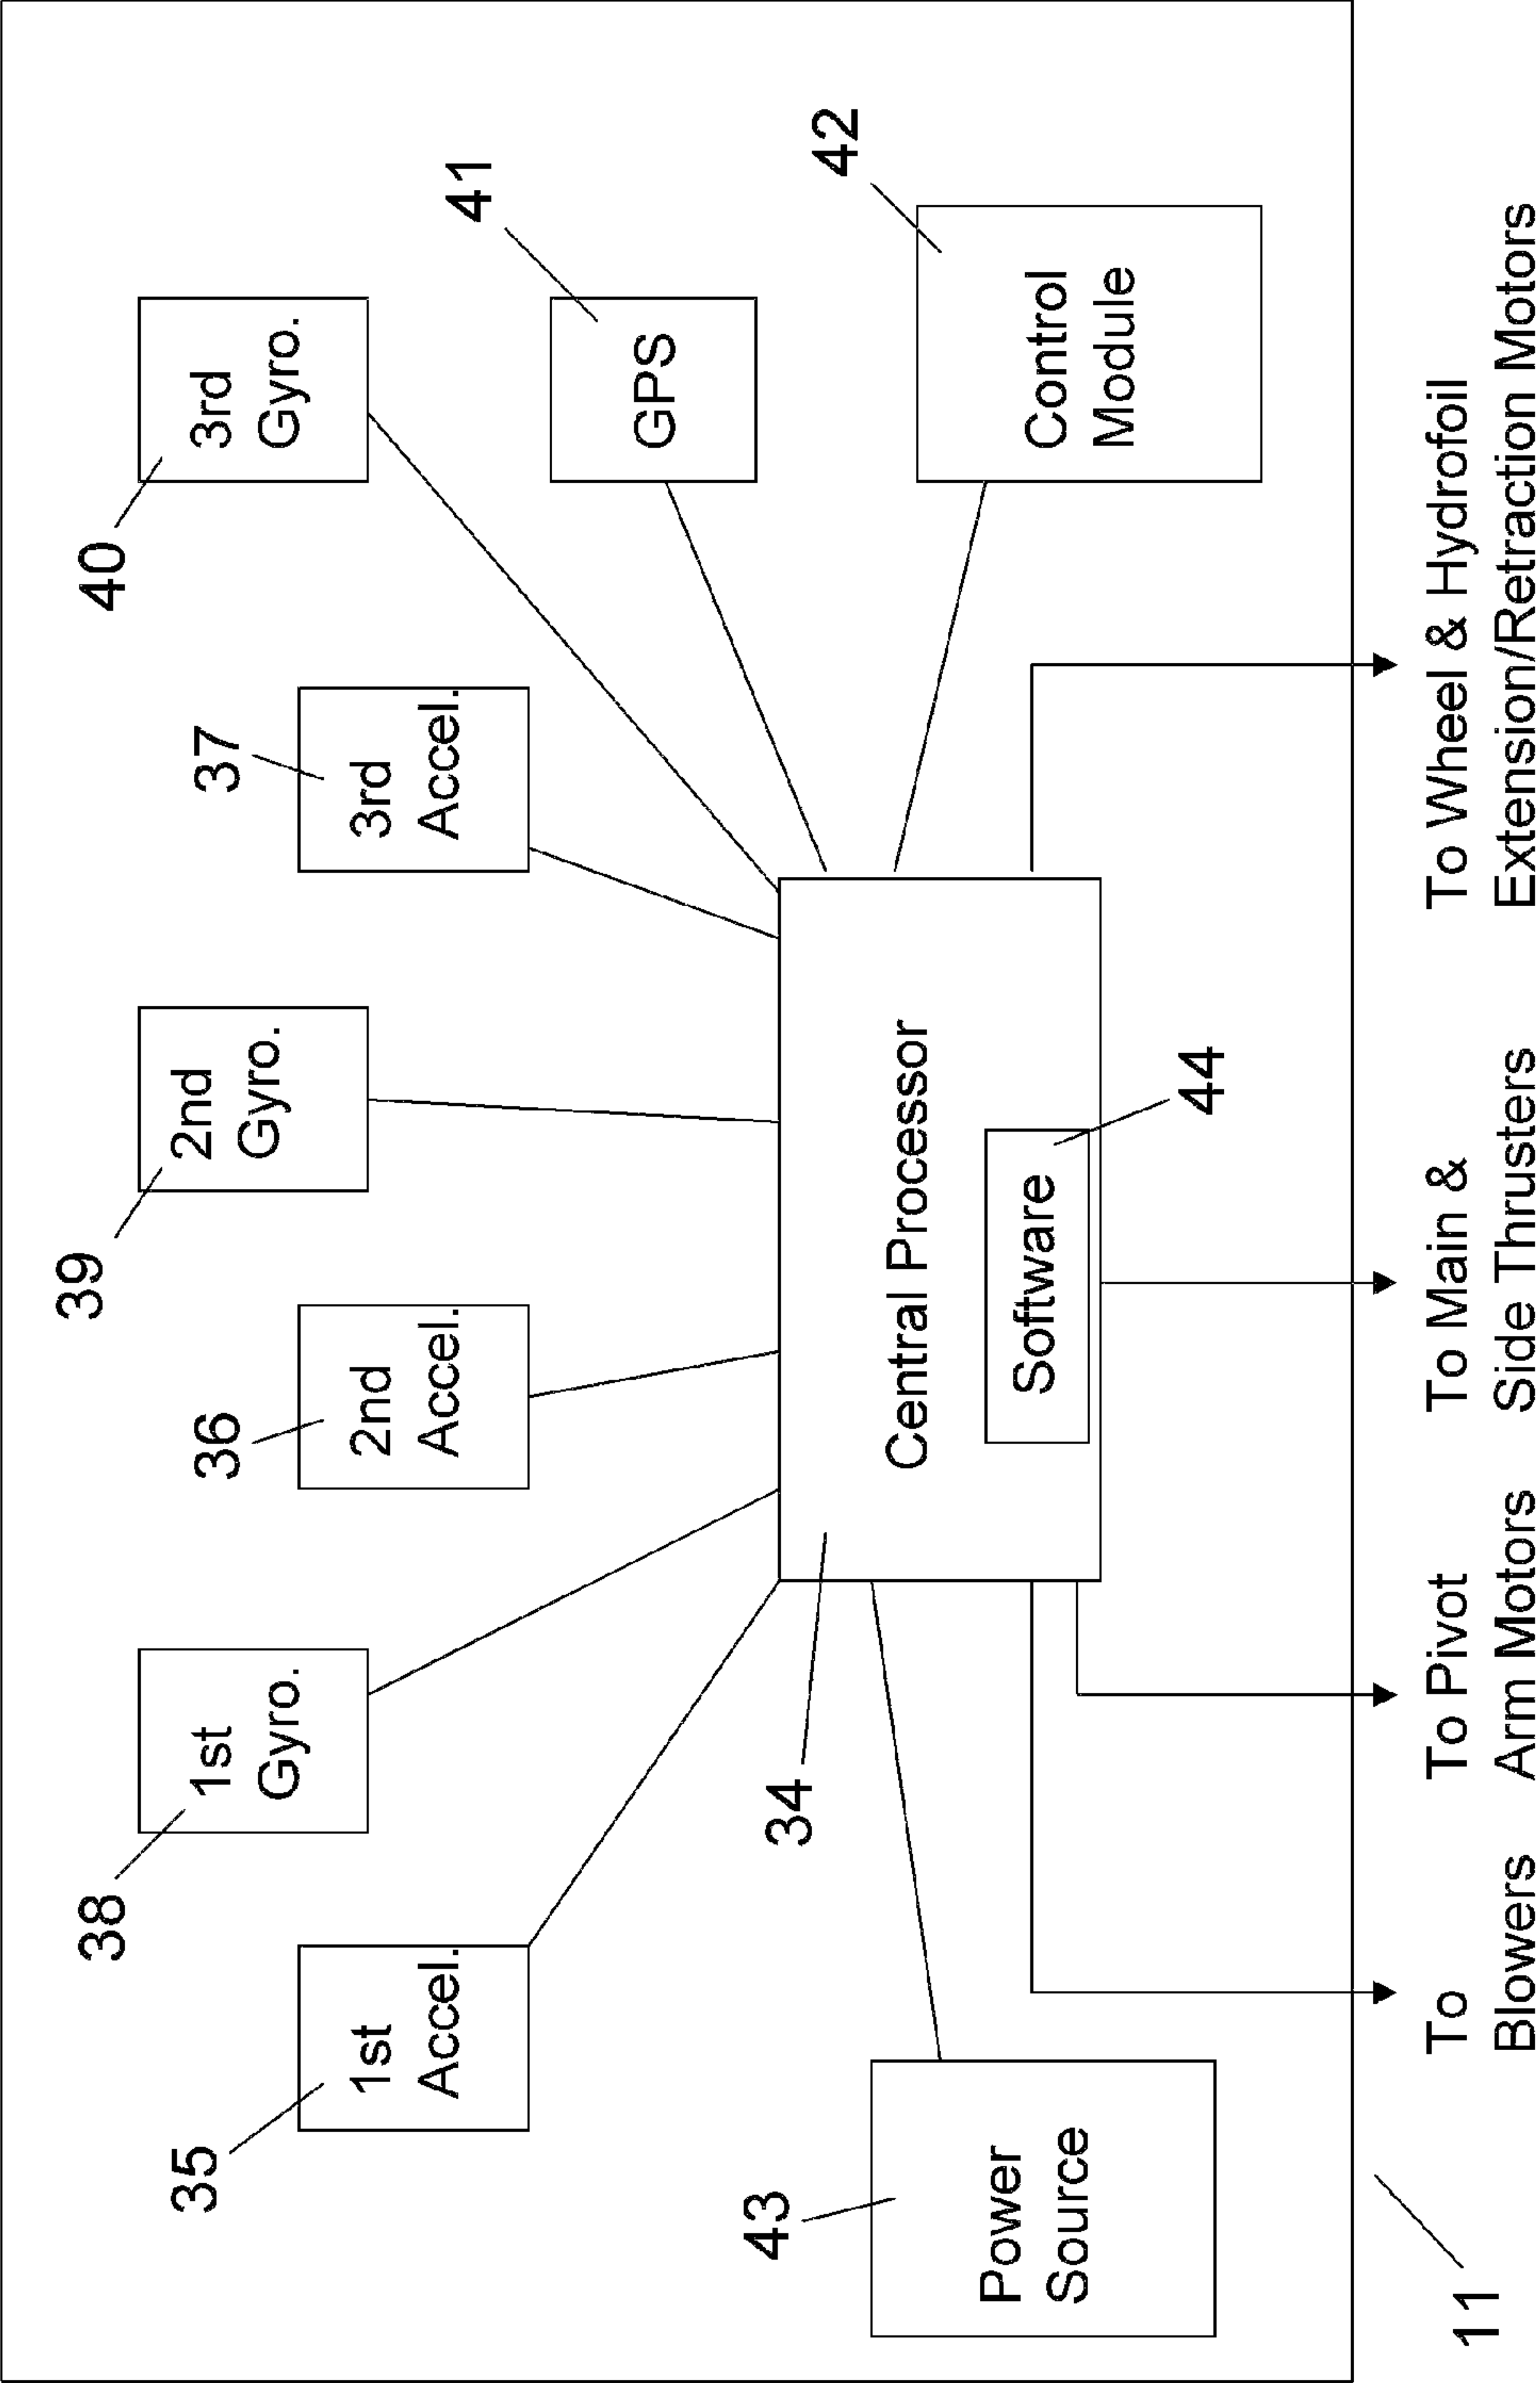 40
3rd
Gyro.
41
GPS
42
Control
Module
37
3rd
Accel.
39
2nd
Gyro.
36
2nd
Accel.
38
1st
Gyro.
35
1st
Accel.
34
Central Processor
Software
44
43
Power
Source
To
Blowers
To Pivot
Arm Motors
To Main &
Side Thrusters
To Wheel & Hydrofoil
Extension/Retraction Motors
11